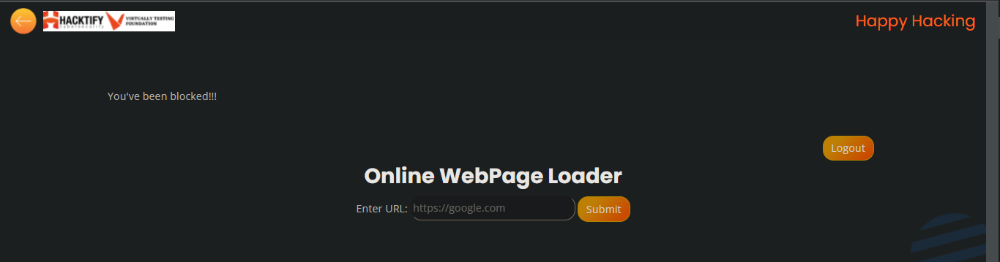 HACKTIFY
cybersecurity
VIRTUALLY TESTING
FOUNDATION
Happy Hacking
You've been blocked!!!
Logout
Online WebPage Loader
Enter URL: https://google.com Submit